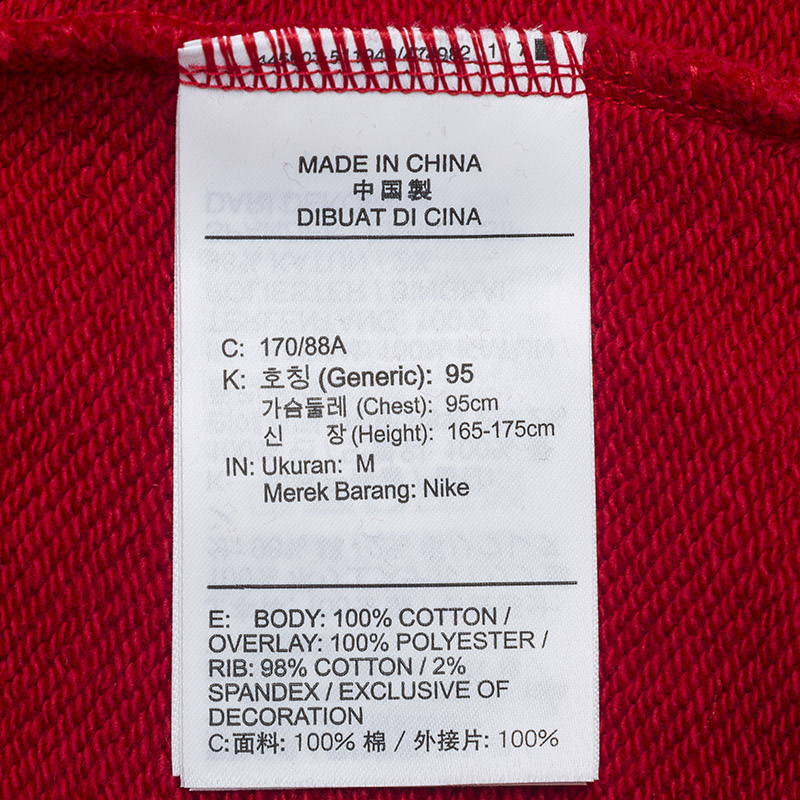 1/7
MADE IN CHINA
中国製
DIBUAT DI CINA
C: 170/88A
K: 호칭 (Generic): 95
가슴둘레 (Chest): 95cm
신 장 (Height): 165-175cm
IN: Ukuran: M
Merek Barang: Nike
E: BODY: 100% COTTON /
OVERLAY: 100% POLYESTER /
RIB: 98% COTTON / 2%
SPANDEX / EXCLUSIVE OF
DECORATION
C:面料: 100% 棉 / 外接片: 100%